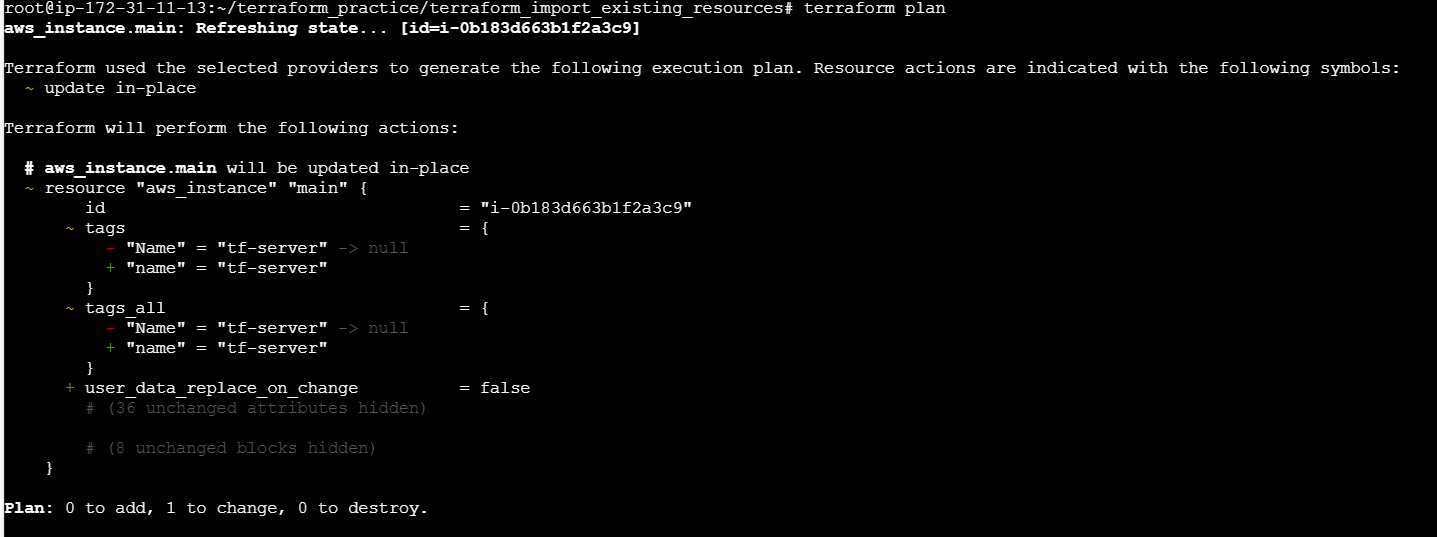 root@ip-172-31-11-13:~/terraform_practice/terraform_import_existing_resources# terraform plan
aws_instance.main: Refreshing state... [id=i-0b183d663b1f2a3c9]
Terraform used the selected providers to generate the following execution plan. Resource actions are indicated with the following symbols:
  ~ update in-place
Terraform will perform the following actions:
  # aws_instance.main will be updated in-place
  ~ resource "aws_instance" "main" {
        id                                   = "i-0b183d663b1f2a3c9"
      ~ tags                                 = {
          - "Name" = "tf-server" -> null
          + "name" = "tf-server"
        }
      ~ tags_all                             = {
          - "Name" = "tf-server" -> null
          + "name" = "tf-server"
        }
      + user_data_replace_on_change          = false
        # (36 unchanged attributes hidden)
        # (8 unchanged blocks hidden)
    }
Plan: 0 to add, 1 to change, 0 to destroy.